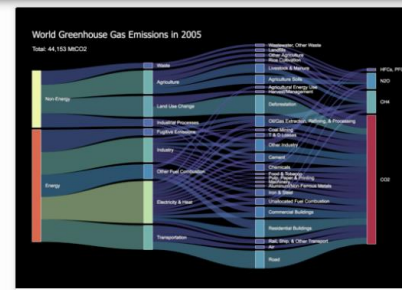 World Greenhouse Gas Emissions in 2005
Total: 44,153 MtCO2
Non Energy
Energy
Waste
Agriculture
Land Use Change
Industrial Processes
Fugitive Emissions
Industry
Other Fuel Combustion
Electricity & Heat
Transportation
Wastewater, Other Waste
Landfills
Other Agriculture
Rice Cultivation
Livestock & Manure
Agriculture Soils
Agricultural Energy Use
Harvest/Management
Deforestation
Oil/Gas Extraction, Refining, & Processing
Coal Mining
T & D Losses
Other Industry
Cement
Chemicals
Food & Tobacco
Pulp, Paper & Printing
Machinery
Aluminum/Non Ferrous Metals
Iron & Steel
Unallocated Fuel Combustion
Commercial Buildings
Residential Buildings
Rail, Ship, & Other Transport
Air
Road
HFCs, PFC
N2O
CH4
CO2